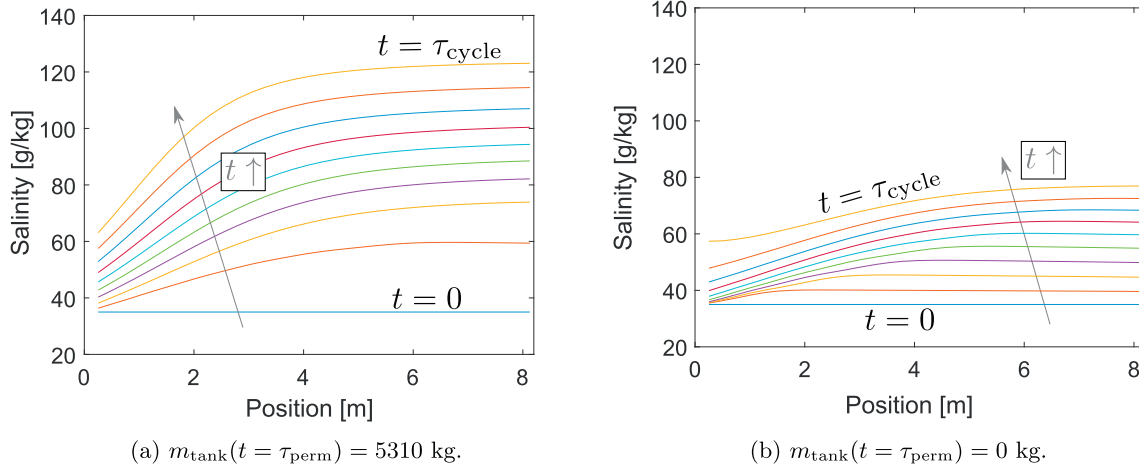 140
120
100
80
60
40
20
Salinity [g/kg]
t = τcycle
t ↑
t = 0
0 2 4 6 8
Position [m]
(a) mtank(t = τperm) = 5310 kg.
140
120
100
80
60
40
20
Salinity [g/kg]
t ↑
t = τcycle
t = 0
0 2 4 6 8
Position [m]
(b) mtank(t = τperm) = 0 kg.